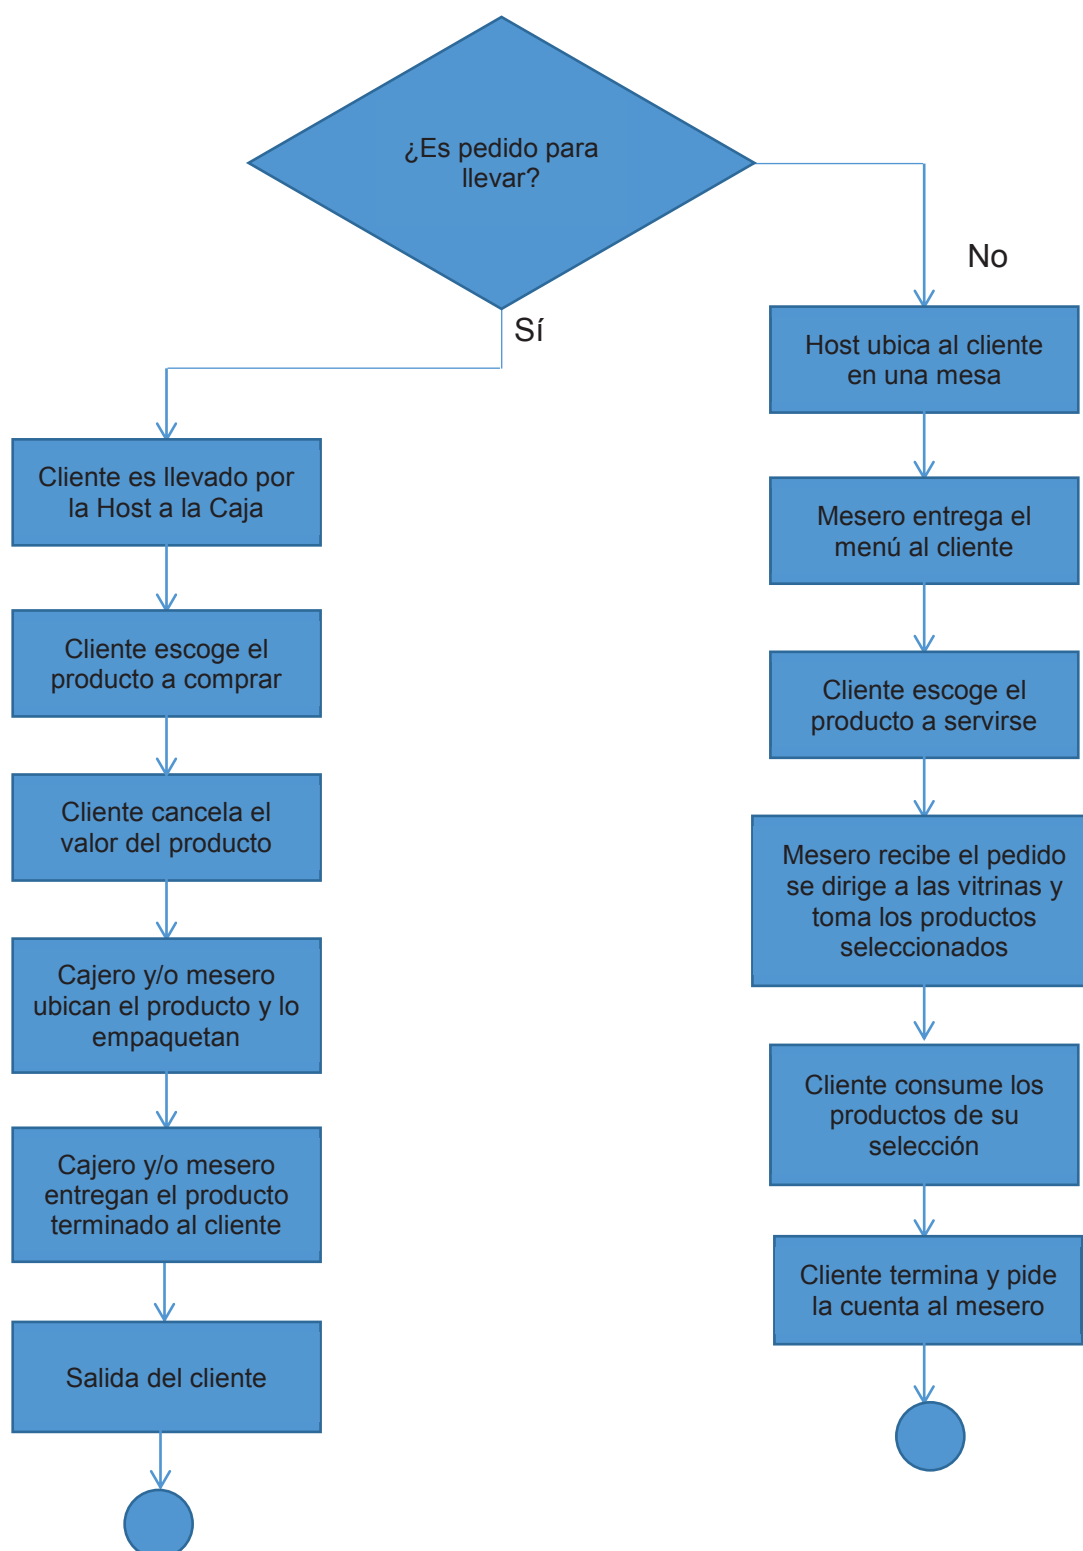 ¿Es pedido para
llevar?
Sí
Cliente es llevado por
la Host a la Caja
Cliente escoge el
producto a comprar
Cliente cancela el
valor del producto
Cajero y/o mesero
ubican el producto y lo
empaquetan
Cajero y/o mesero
entregan el producto
terminado al cliente
Salida del cliente
No
Host ubica al cliente
en una mesa
Mesero entrega el
menú al cliente
Cliente escoge el
producto a servirse
Mesero recibe el pedido
se dirige a las vitrinas y
toma los productos
seleccionados
Cliente consume los
productos de su
selección
Cliente termina y pide
la cuenta al mesero